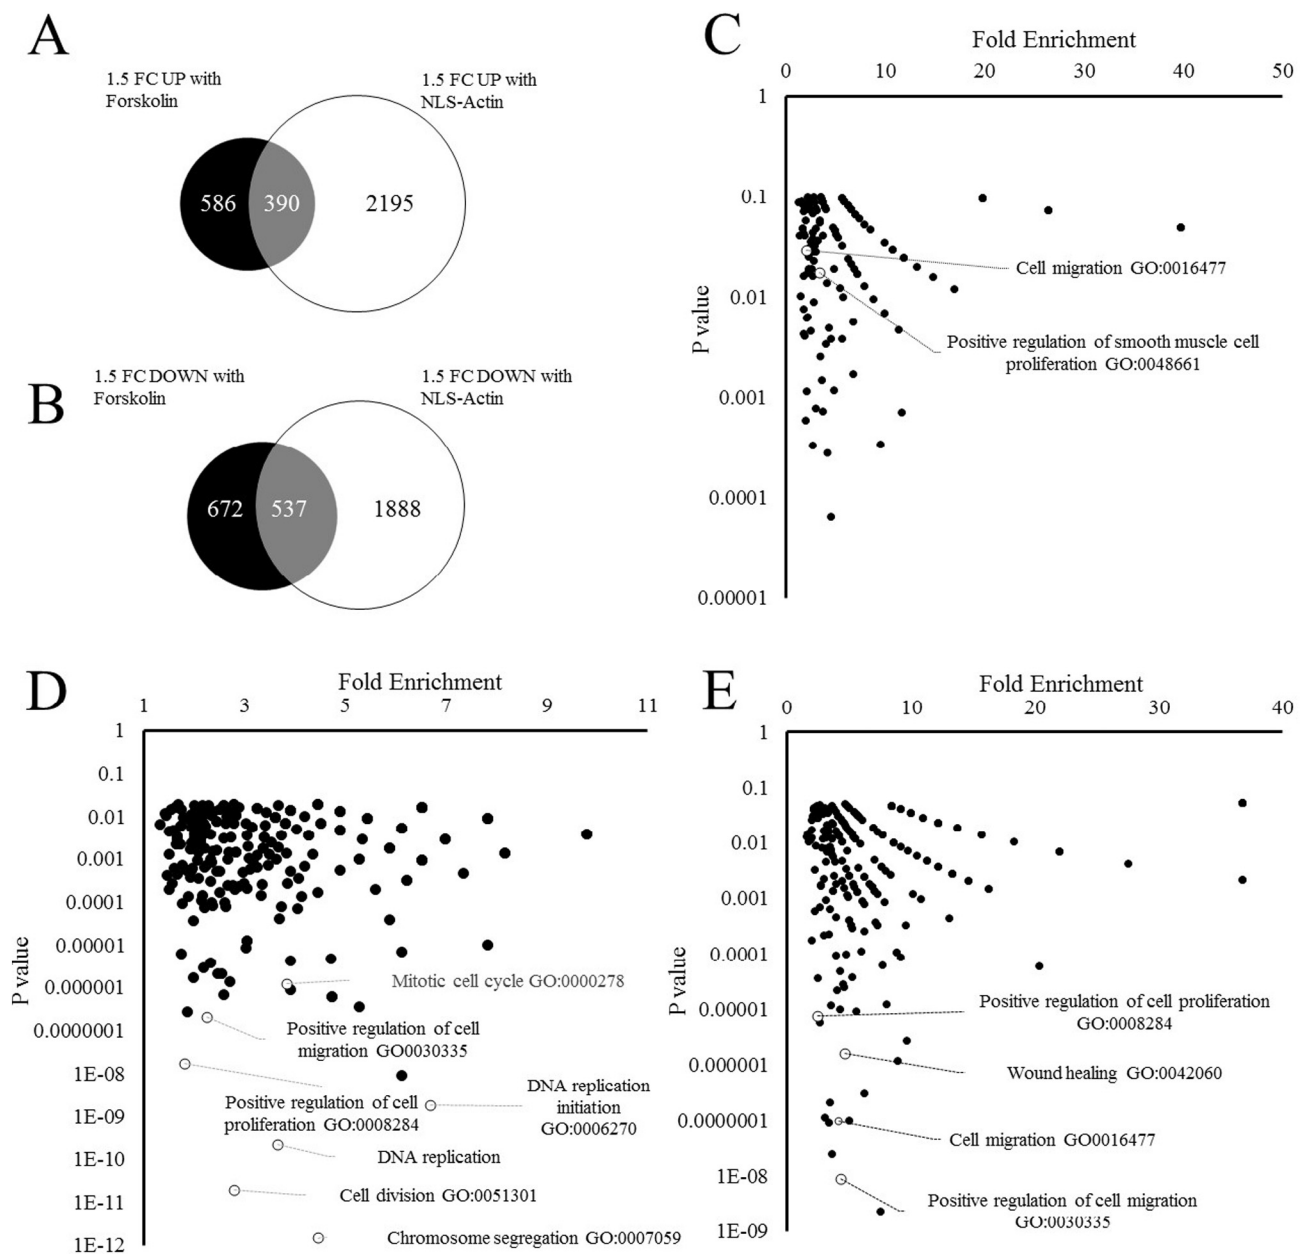 A
1.5 FC UP with
Forskolin
1.5 FC UP with
NLS-Actin
586
390
2195
B
1.5 FC DOWN with
Forskolin
1.5 FC DOWN with
NLS-Actin
672
537
1888
C
Fold Enrichment
0
10
20
30
40
50
P value
1
0.1
0.01
0.001
0.0001
0.00001
Cell migration GO:0016477
Positive regulation of smooth muscle cell
proliferation GO:0048661
D
Fold Enrichment
1
3
5
7
9
11
P value
1
0.1
0.01
0.001
0.0001
0.00001
0.000001
0.0000001
1E-08
1E-09
1E-10
1E-11
1E-12
Mitotic cell cycle GO:0000278
Positive regulation of cell
migration GO0030335
Positive regulation of cell
proliferation GO:0008284
DNA replication
initiation
GO:0006270
DNA replication
Cell division GO:0051301
Chromosome segregation GO:0007059
E
Fold Enrichment
0
10
20
30
40
P value
1
0.1
0.01
0.001
0.0001
0.00001
0.000001
0.0000001
1E-08
1E-09
Positive regulation of cell proliferation
GO:0008284
Wound healing GO:0042060
Cell migration GO0016477
Positive regulation of cell migration
GO:0030335